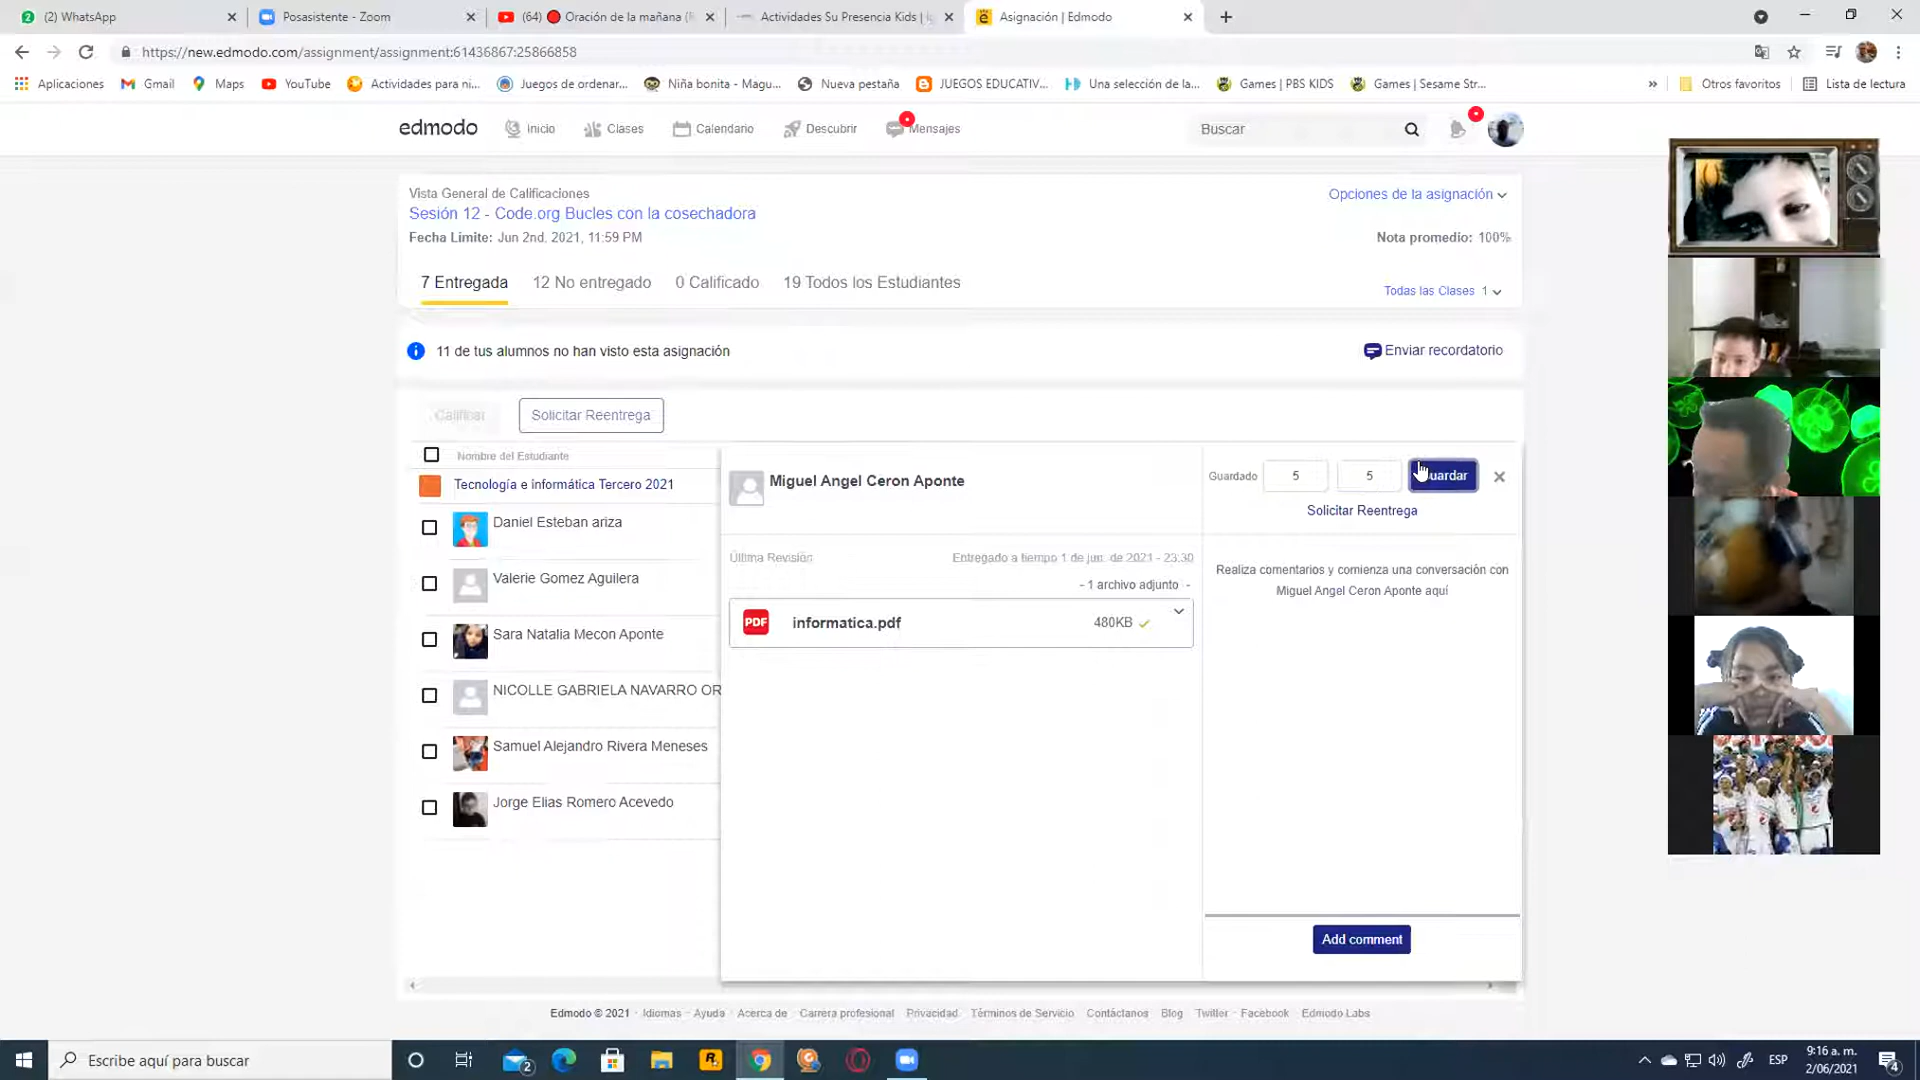 (2) WhatsApp
Posasistente - Zoom
(64) Oración de la mañana (
Actividades Su Presencia Kids |
Asignación | Edmodo
https://new.edmodo.com/assignment/assignment:61436867:25866858
Aplicaciones
Gmail
Maps
YouTube
Actividades para ni...
Juegos de ordenar...
Niña bonita - Magu...
Nueva pestaña
JUEGOS EDUCATIV...
Una selección de la...
Games | PBS KIDS
Games | Sesame Str...
»
Otros favoritos
Lista de lectura
edmodo
Inicio
Clases
Calendario
Descubrir
Mensajes
Buscar
Vista General de Calificaciones
Opciones de la asignación
Sesión 12 - Code.org Bucles con la cosechadora
Fecha Limite: Jun 2nd. 2021, 11:59 PM
Nota promedio: 100%
7 Entregada
12 No entregado
0 Calificado
19 Todos los Estudiantes
Todas las Clases 1
11 de tus alumnos no han visto esta asignación
Enviar recordatorio
Calificar
Solicitar Reentrega
Nombre del Estudiante
Tecnología e informática Tercero 2021
Daniel Esteban ariza
Valerie Gomez Aguilera
Sara Natalia Mecon Aponte
NICOLLE GABRIELA NAVARRO OR
Samuel Alejandro Rivera Meneses
Jorge Elias Romero Acevedo
Miguel Angel Ceron Aponte
Guardado
5
5
Guardar
Solicitar Reentrega
Última Revisión
Entregado a tiempo 1 de jun. de 2021 - 23:30
- 1 archivo adjunto -
PDF
informatica.pdf
480KB
Realiza comentarios y comienza una conversación con
Miguel Angel Ceron Aponte aquí
Add comment
Edmodo © 2021 · Idiomas · Ayuda · Acerca de · Carrera profesional · Privacidad · Términos de Servicio · Contáctanos · Blog · Twitter · Facebook · Edmodo Labs
Escribe aquí para buscar
2
ESP
9:16 a. m.
2/06/2021
4